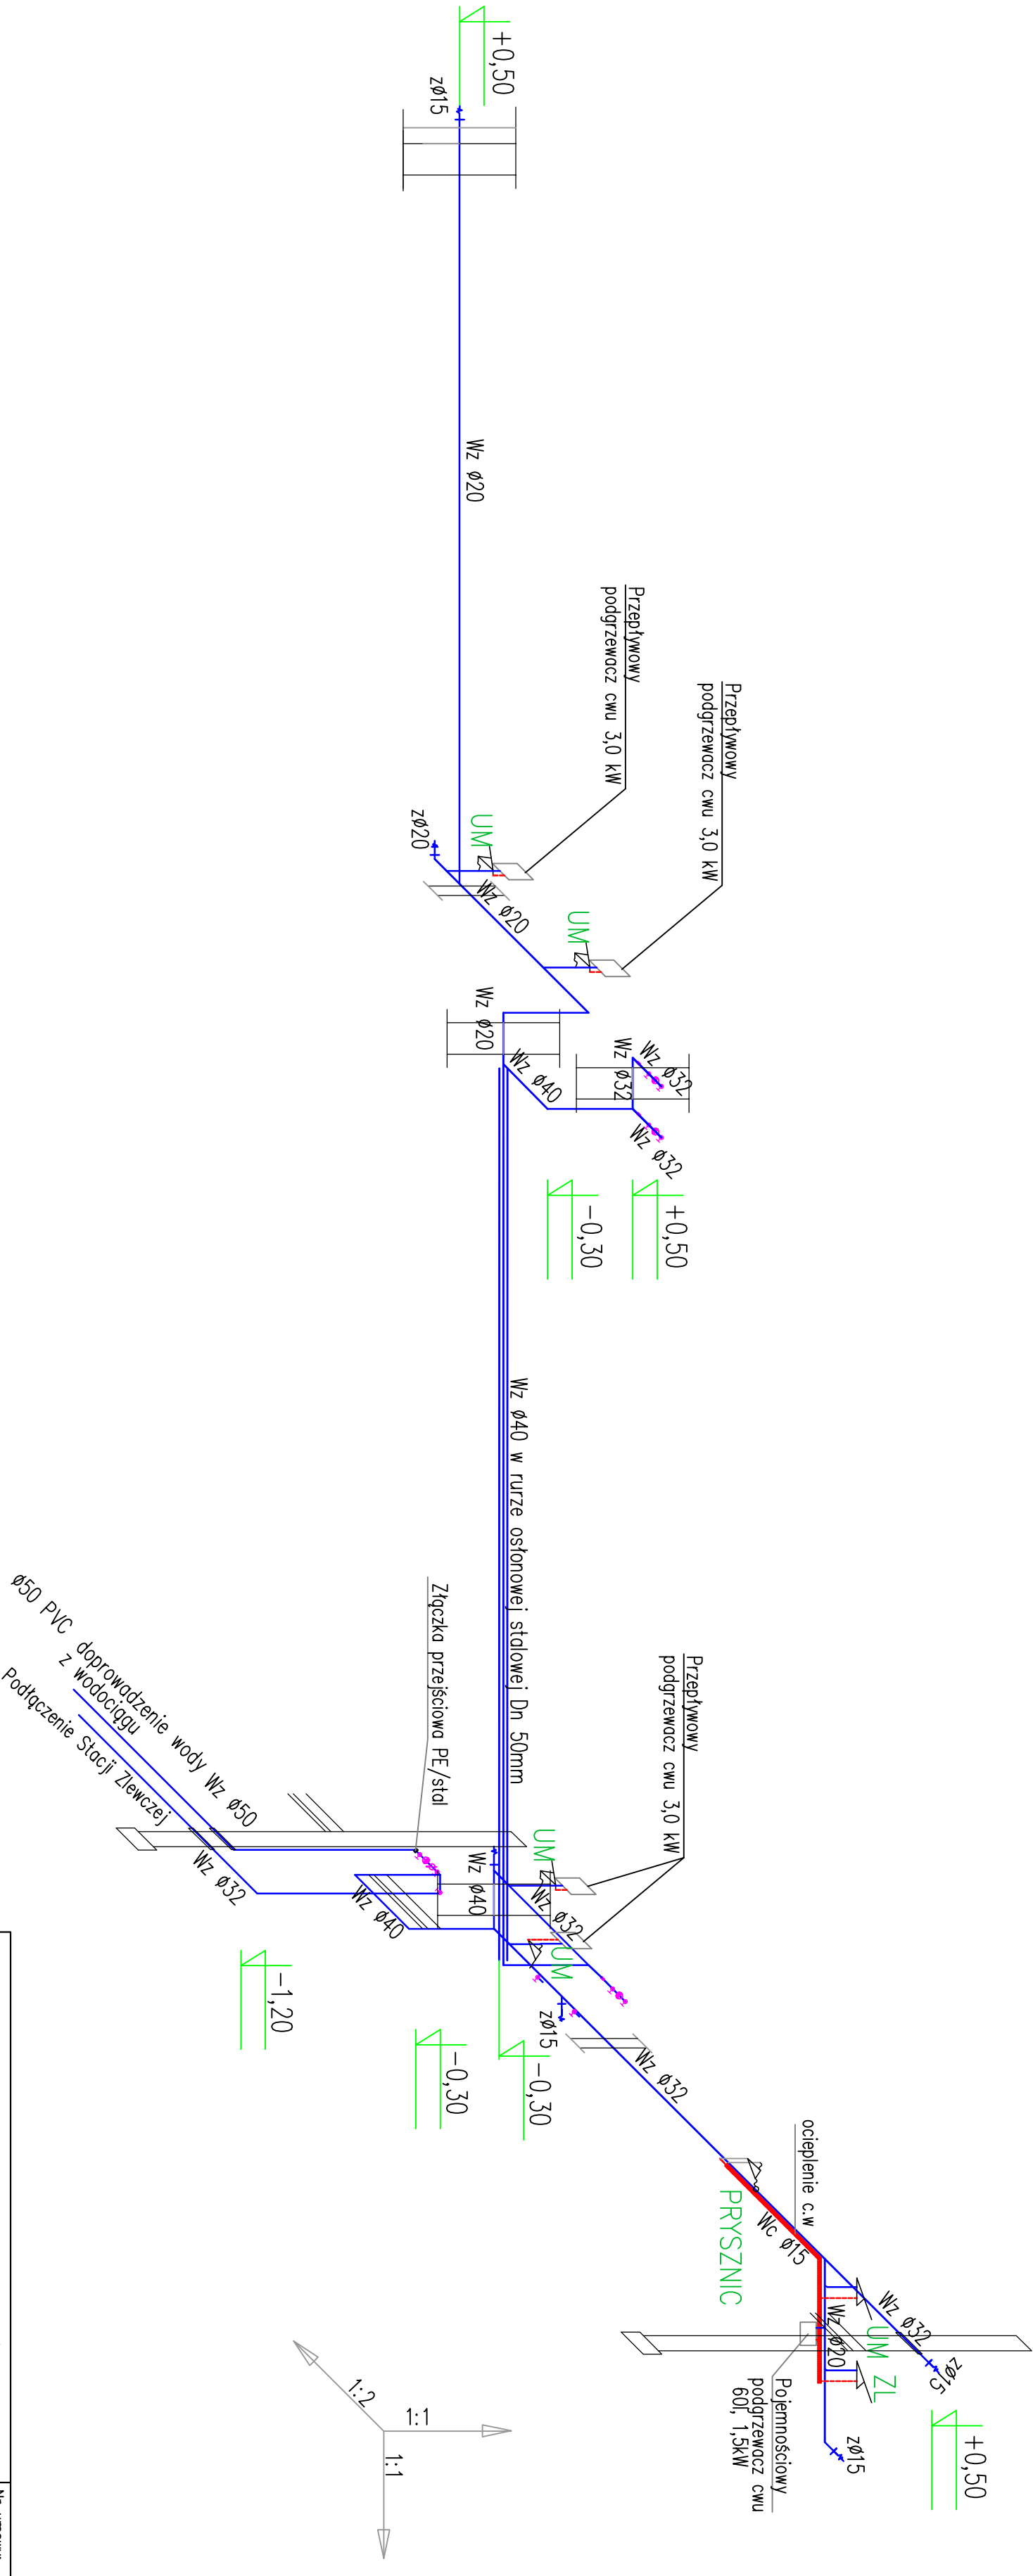 +0,50
zø15
Wz ø20
Przepływowy
podgrzewacz cwu 3,0 kW
Przepływowy
podgrzewacz cwu 3,0 kW
zø20
UM
Wz ø20
UM
Wz ø20
Wz ø40
Wz ø32
Wz ø32
Wz ø32
-0,30
+0,50
Wz ø40 w rurze osłonowej stalowej Dn 50mm
Złączka przejściowa PE/stal
Przepływowy
podgrzewacz cwu 3,0 kW
ø50 PVC doprowadzenie wody Wz ø50
z wodociągu
Podłączenie Stacji Zlewczej
Wz ø32
Wz ø40
Wz ø40
UM
Wz ø32
UM
zø15
-1,20
-0,30
-0,30
Wz ø32
ocieplenie c.w
PRYSZNIC
Wc ø15
Wz ø32
Wz ø20
UM
ZL
zø15
zø15
Pojemnościowy
podgrzewacz cwu
60l, 1,5kW
+0,50
1:2
1:1
1:1